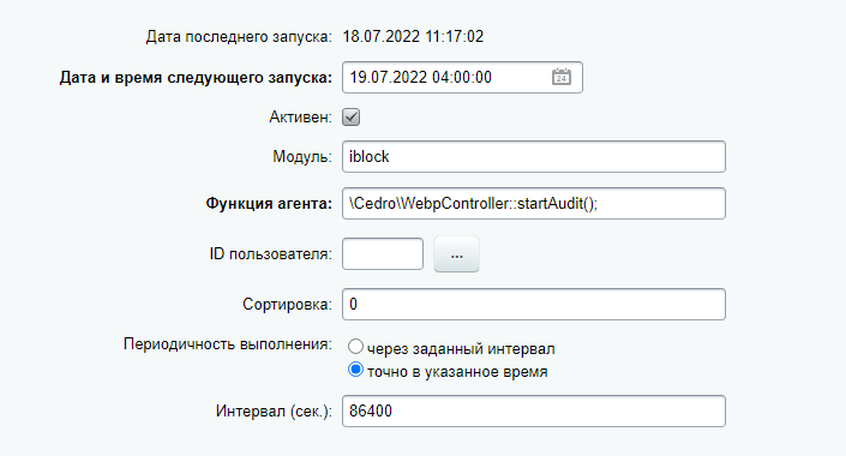 Дата последнего запуска: 18.07.2022 11:17:02
Дата и время следующего запуска: 19.07.2022 04:00:00 24
Активен:
Модуль: iblock
Функция агента: \Cedro\WebpController::startAudit();
ID пользователя: ...
Сортировка: 0
Периодичность выполнения: через заданный интервал
точно в указанное время
Интервал (сек.): 86400